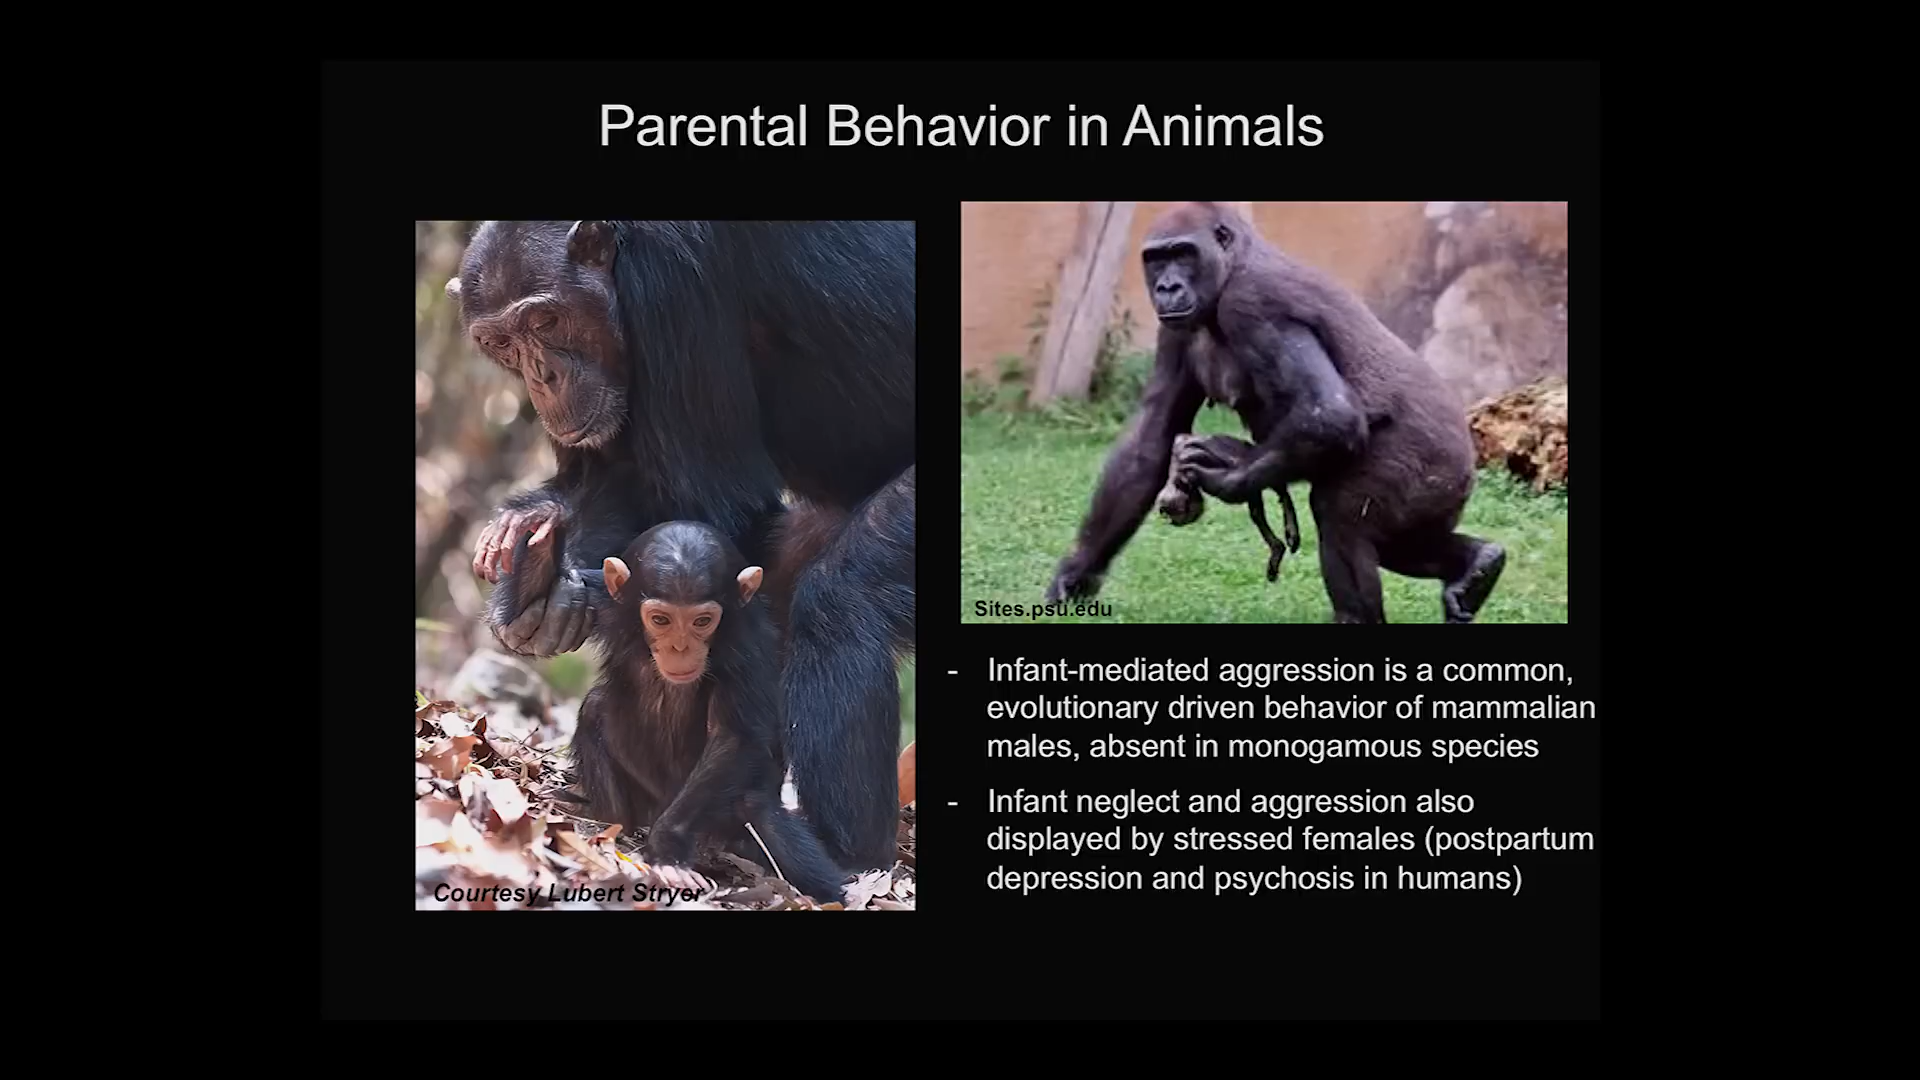 Parental Behavior in Animals
Courtesy Lubert Stryer
Sites.psu.edu
- Infant-mediated aggression is a common,
evolutionary driven behavior of mammalian
males, absent in monogamous species
- Infant neglect and aggression also
displayed by stressed females (postpartum
depression and psychosis in humans)